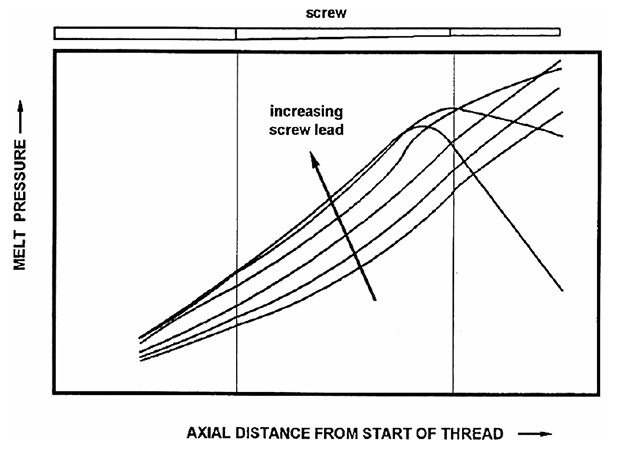 screw
increasing
screw lead
MELT PRESSURE
AXIAL DISTANCE FROM START OF THREAD